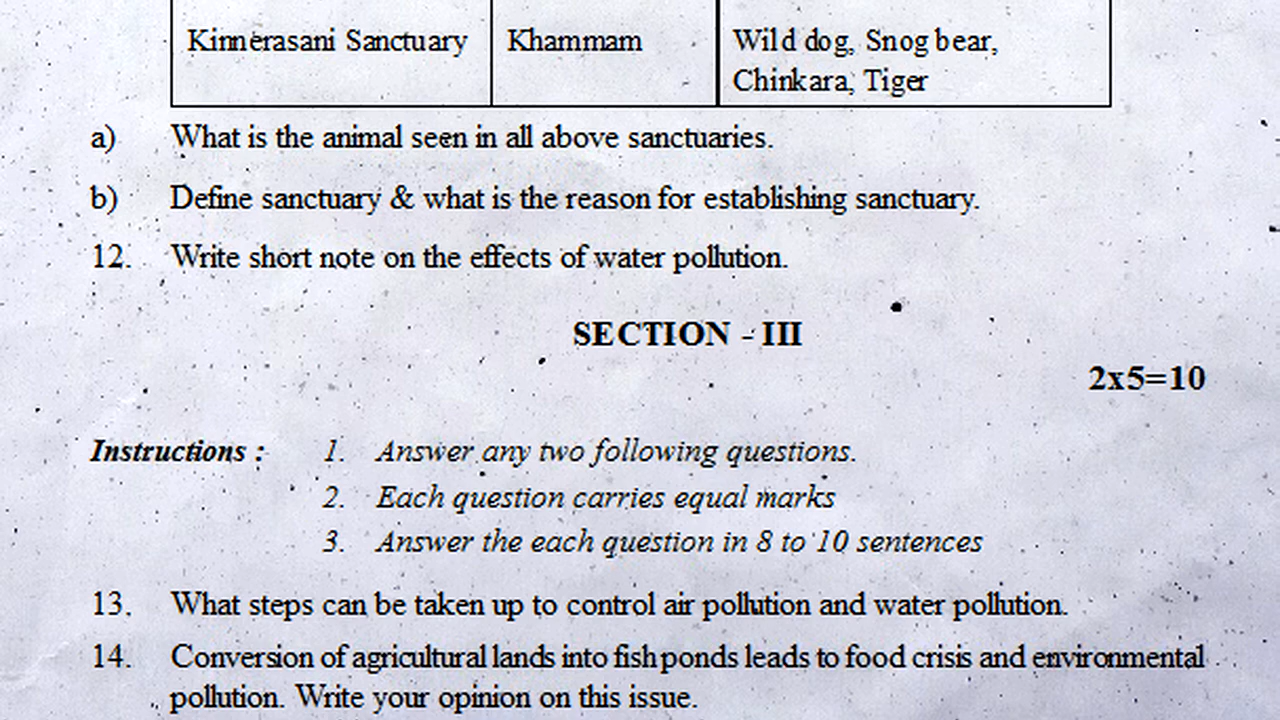 Kinnerasani Sanctuary Khammam Wild dog, Snog bear,
Chinkara, Tiger
a) What is the animal seen in all above sanctuaries.
b) Define sanctuary & what is the reason for establishing sanctuary.
12. Write short note on the effects of water pollution.
SECTION - III
2x5=10
Instructions : 1. Answer any two following questions.
2. Each question carries equal marks
3. Answer the each question in 8 to 10 sentences
13. What steps can be taken up to control air pollution and water pollution.
14. Conversion of agricultural lands into fish ponds leads to food crisis and environmental
pollution. Write your opinion on this issue.